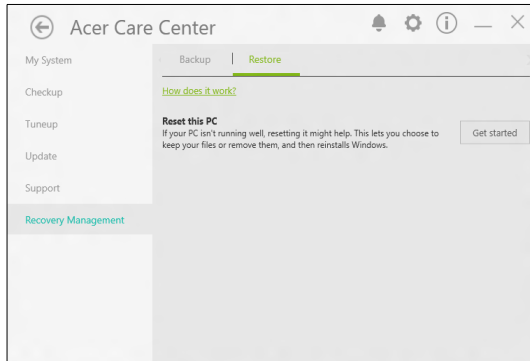 Acer Care Center
My System
Checkup
Tuneup
Update
Support
Recovery Management
Backup
Restore
How does it work?
Reset this PC
If your PC isn't running well, resetting it might help. This lets you choose to
keep your files or remove them, and then reinstalls Windows.
Get started